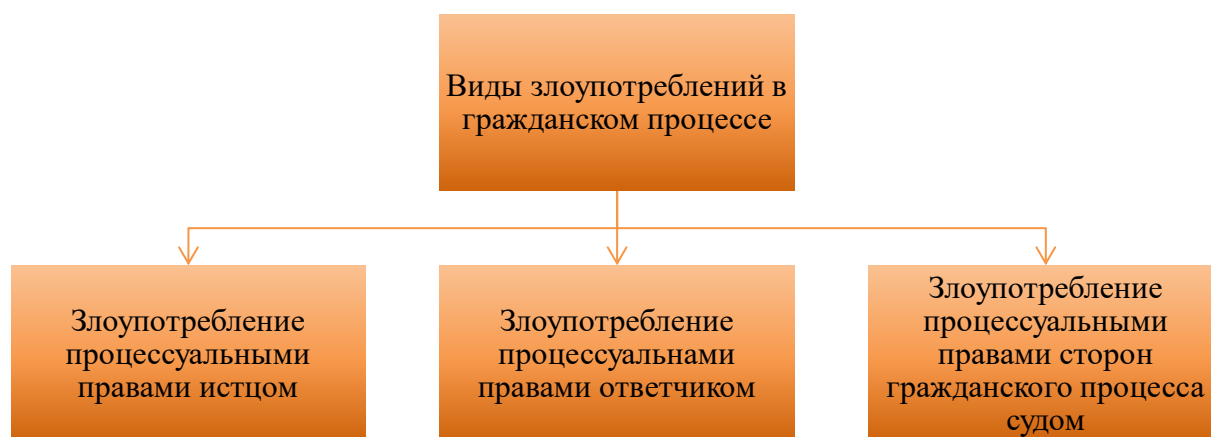 Виды злоупотреблений в
гражданском процессе
Злоупотребление
процессуальными
правами истцом
Злоупотребление
процессуальнами
правами ответчиком
Злоупотребление
процессуальными
правами сторон
гражданского процесса
судом